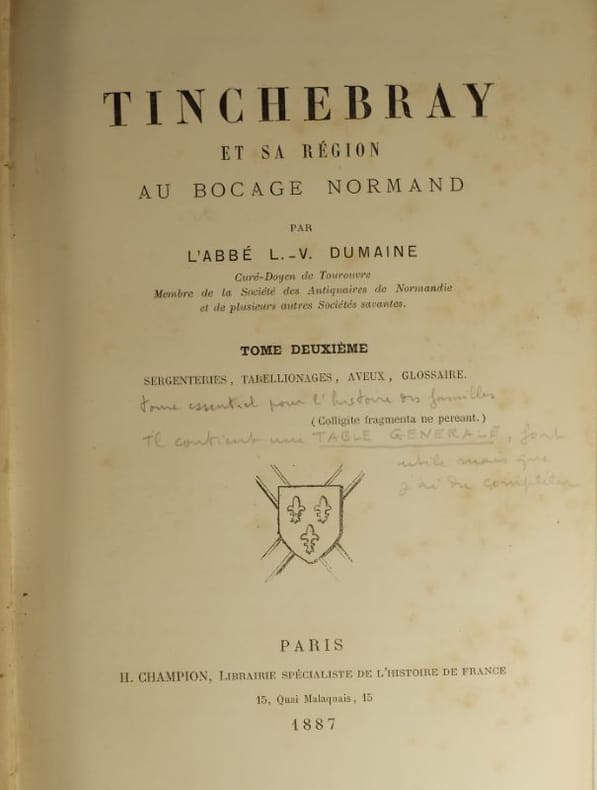 TINCHEBRAY
ET SA RÉGION
AU BOCAGE NORMAND
PAR
L'ABBÉ L.-V. DUMAINE
Curé-Doyen de Tourouvre
Membre de la Société des Antiquaires de Normandie
et de plusieurs autres Sociétés savantes.
TOME DEUXIÈME
SERGENTERIES, TABELLIONAGES, AVEUX, GLOSSAIRE.
tome essentiel pour l'histoire des familles
(Colligite fragmenta ne pereant.)
Il contient une TABLE GENERALE, fort
utile mais que
j'ai du compléter
PARIS
H. CHAMPION, LIBRAIRIE SPÉCIALISTE DE L'HISTOIRE DE FRANCE
15, Quai Malaquais, 15
1887